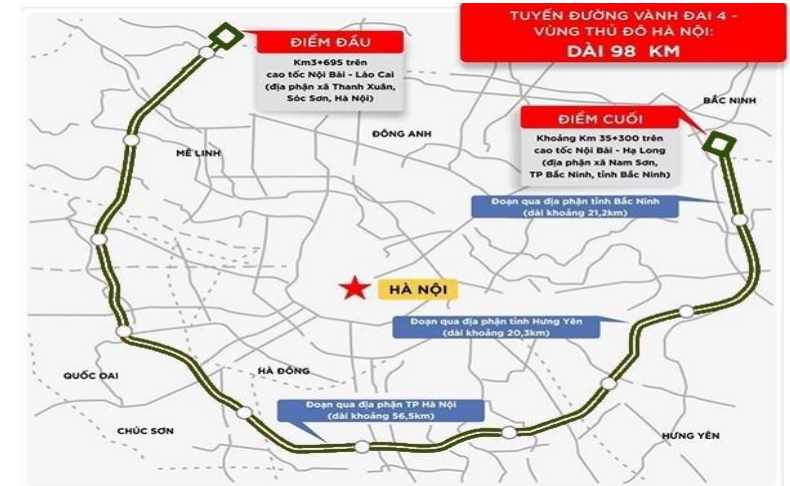 TUYẾN ĐƯỜNG VÀNH ĐAI 4 -
VÙNG THỦ ĐÔ HÀ NỘI:
DÀI 98 KM
ĐIỂM ĐẦU
Km3+695 trên
cao tốc Nội Bài - Lào Cai
(địa phận xã Thanh Xuân,
Sóc Sơn, Hà Nội)
BẮC NINH
ĐIỂM CUỐI
Khoảng Km 35+300 trên
cao tốc Nội Bài - Hạ Long
(địa phận xã Nam Sơn,
TP Bắc Ninh, tỉnh Bắc Ninh)
ĐÔNG ANH
MÊ LINH
Đoạn qua địa phận tỉnh Bắc Ninh
(dài khoảng 21,2km)
HÀ NỘI
Đoạn qua địa phận tỉnh Hưng Yên
(dài khoảng 20,3km)
QUỐC OAI
HÀ ĐÔNG
Đoạn qua địa phận TP Hà Nội
(dài khoảng 56,5km)
CHÚC SƠN
HƯNG YÊN